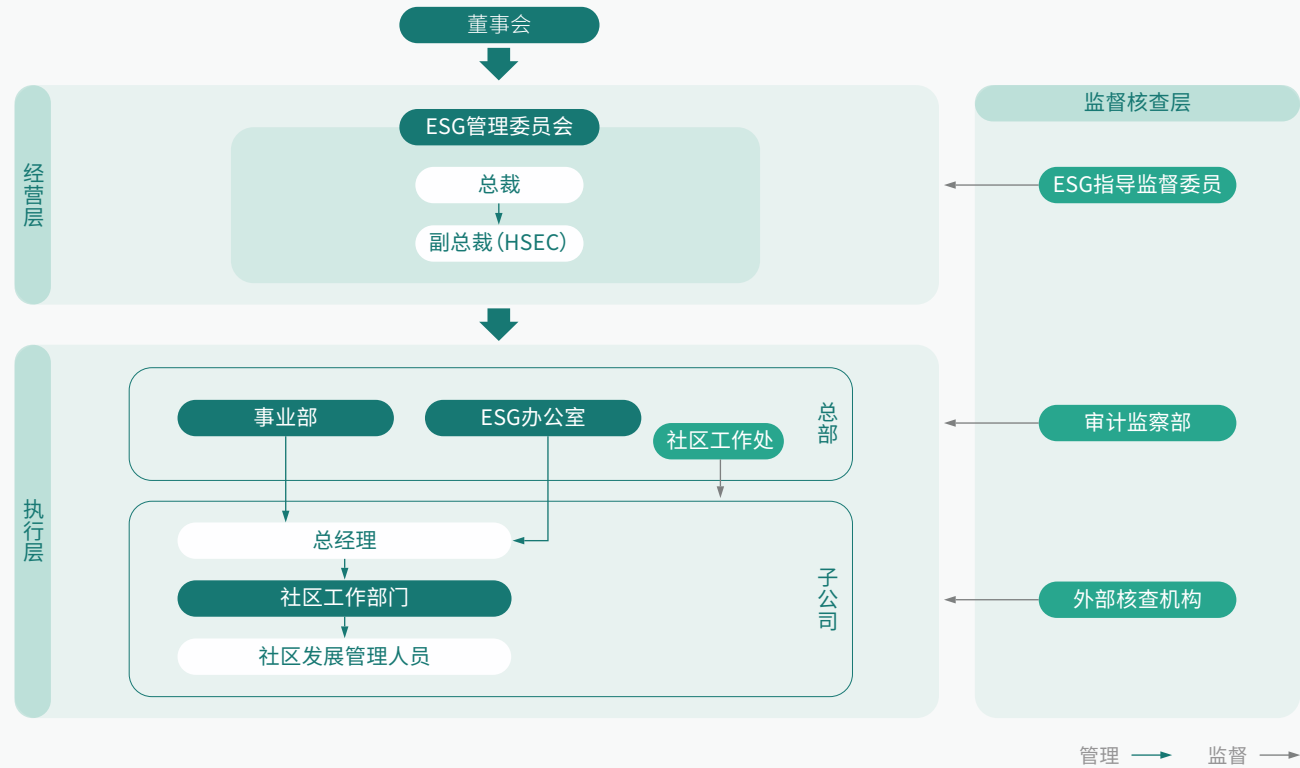 董事会
经营层
ESG管理委员会
总裁
副总裁（HSEC）
监督核查层
ESG指导监督委员
执行层
事业部
ESG办公室
社区工作处
总部
审计监察部
总经理
社区工作部门
社区发展管理人员
子公司
外部核查机构
管理
监督